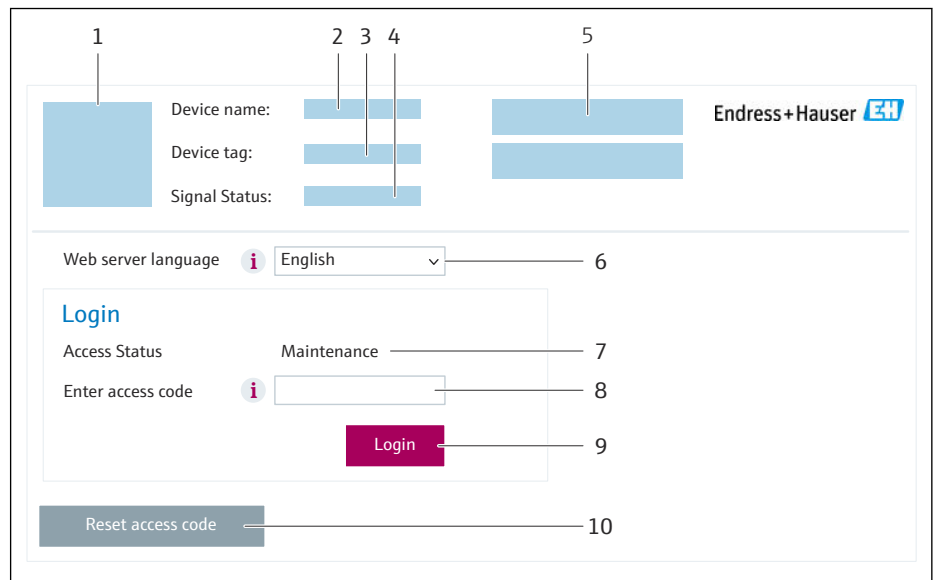 1 2 3 4 5
Device name:
Endress+Hauser EH
Device tag:
Signal Status:
Web server language i English 6
Login
Access Status Maintenance 7
Enter access code i 8
Login 9
Reset access code 10